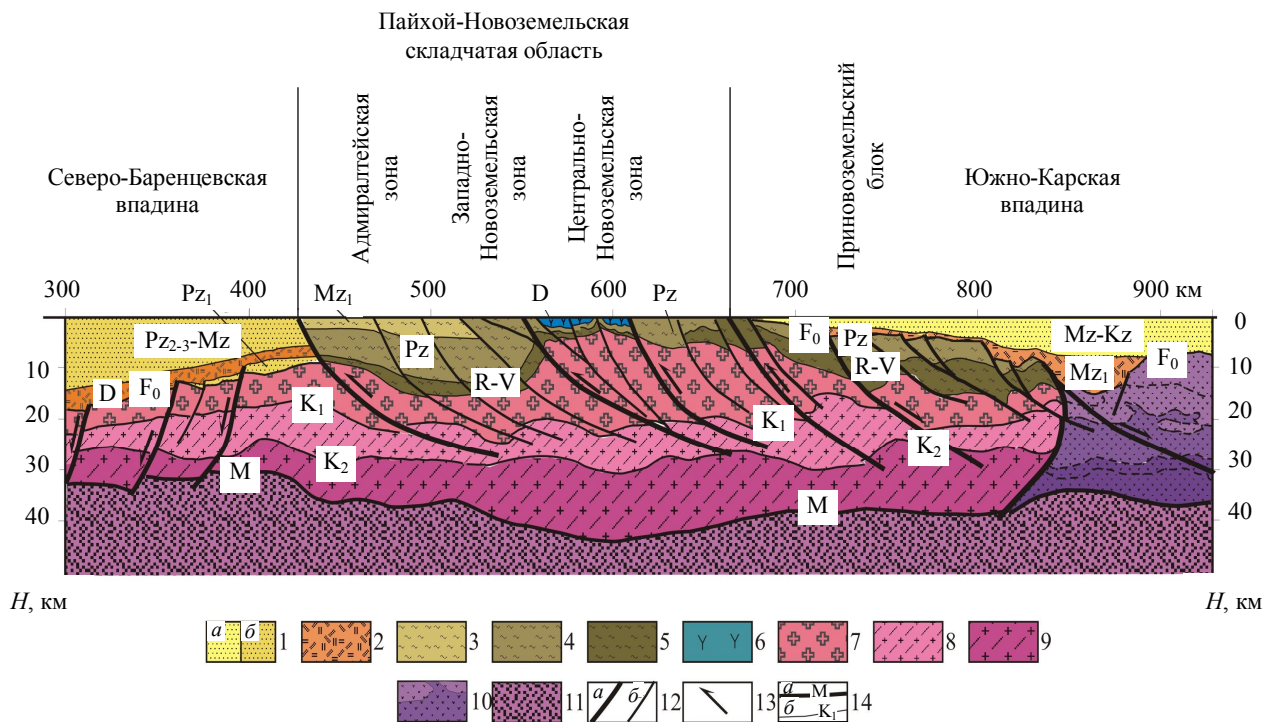 Пайхой-Новоземельская
складчатая область
Северо-Баренцевская
впадина
Адмиралтейская
зона
Западно-
Новоземельская
зона
Центрально-
Новоземельская
зона
Приновоземельский
блок
Южно-Карская
впадина
300 Pz1 400 Mz1 500 D 600 Pz 700 800 900 км
0
10
20
30
40
0
10
20
30
40
Pz2-3-Mz
D
F0
Pz
R-V
K1
K2
M
F0
Pz
R-V
K1
K2
M
Mz-Kz
Mz1
F0
H, км
H, км
а б 1 2 3 4 5 6 7 8 9
10 11 а б 12 13 а М б K1 14